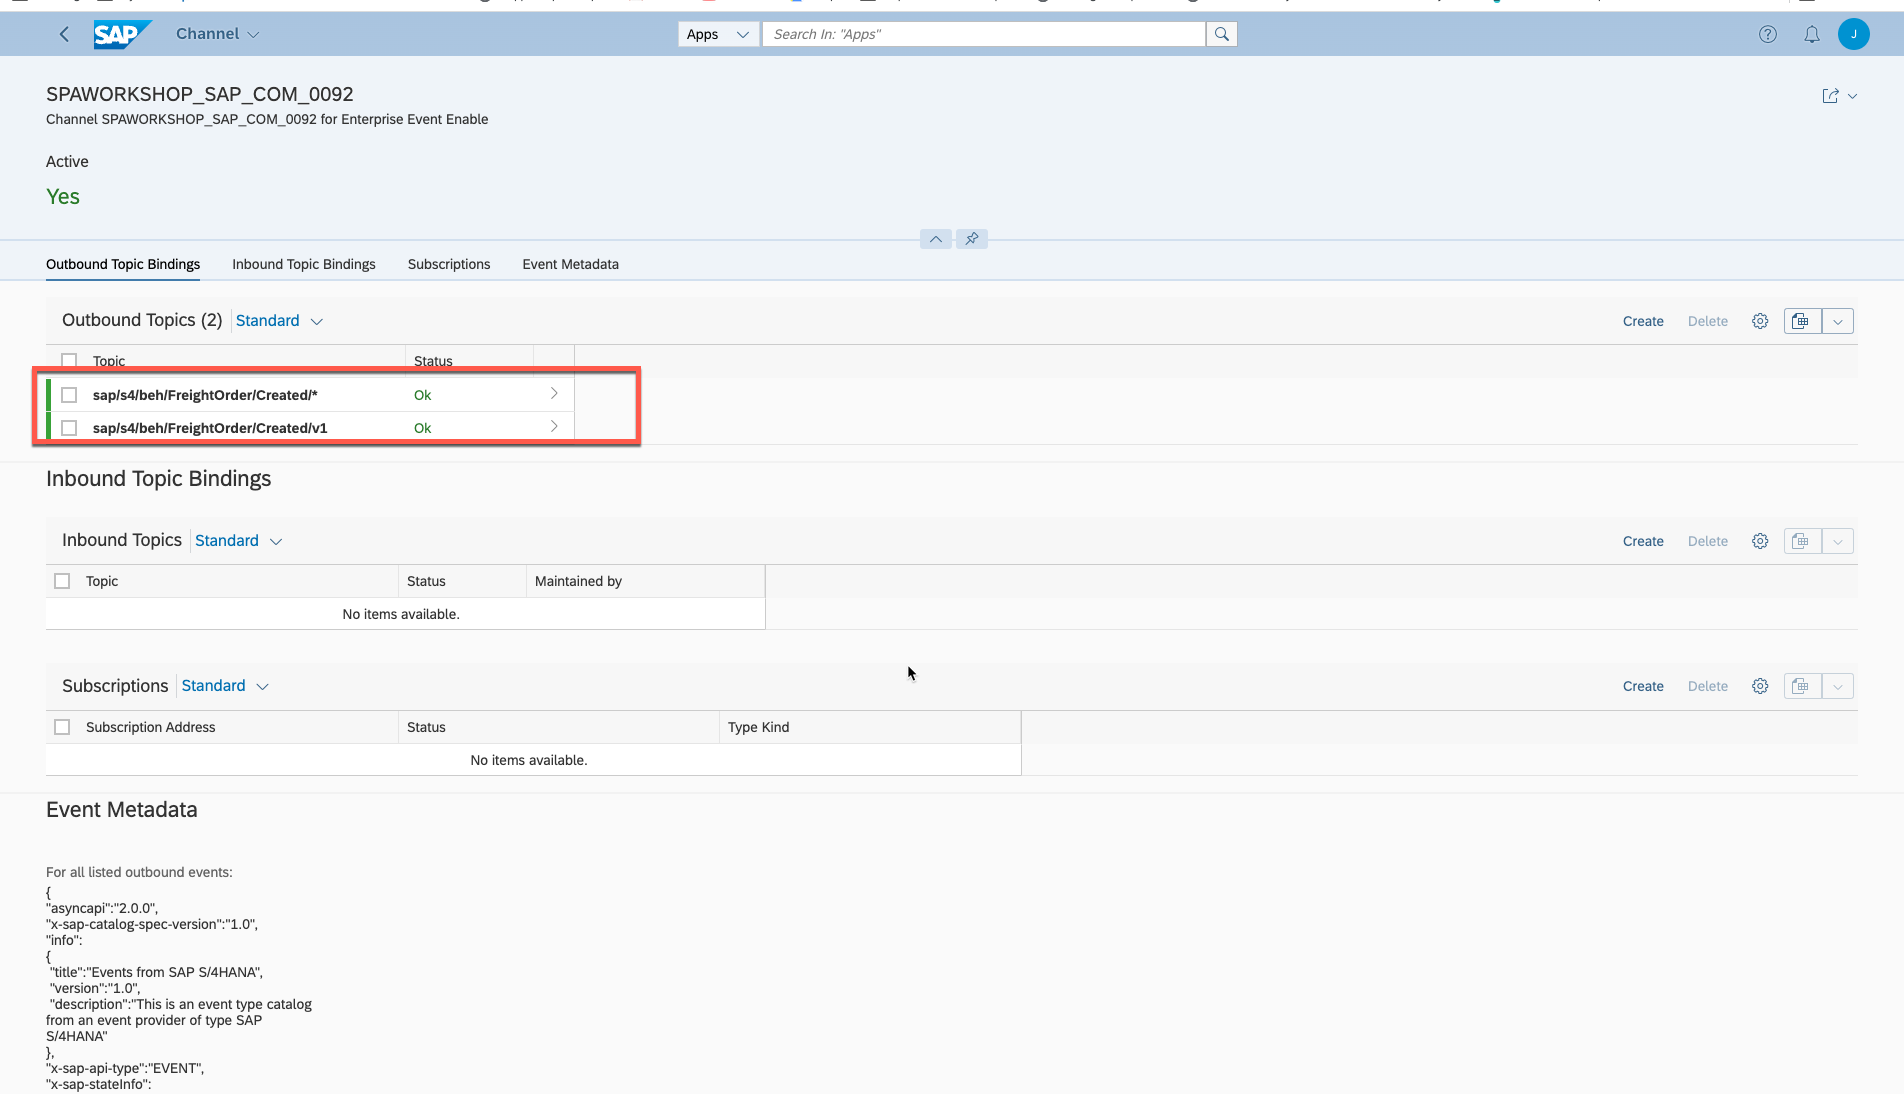 SAP Channel Apps Search In: "Apps" J
SPAWORKSHOP_SAP_COM_0092
Channel SPAWORKSHOP_SAP_COM_0092 for Enterprise Event Enable
Active
Yes
Outbound Topic Bindings Inbound Topic Bindings Subscriptions Event Metadata
Outbound Topics (2) Standard Create Delete
Topic Status
sap/s4/beh/FreightOrder/Created/* Ok
sap/s4/beh/FreightOrder/Created/v1 Ok
Inbound Topic Bindings
Inbound Topics Standard Create Delete
Topic Status Maintained by
No items available.
Subscriptions Standard Create Delete
Subscription Address Status Type Kind
No items available.
Event Metadata
For all listed outbound events:
{
"asyncapi":"2.0.0",
"x-sap-catalog-spec-version":"1.0",
"info":
{
"title":"Events from SAP S/4HANA",
"version":"1.0",
"description":"This is an event type catalog
from an event provider of type SAP
S/4HANA"
},
"x-sap-api-type":"EVENT",
"x-sap-stateInfo":